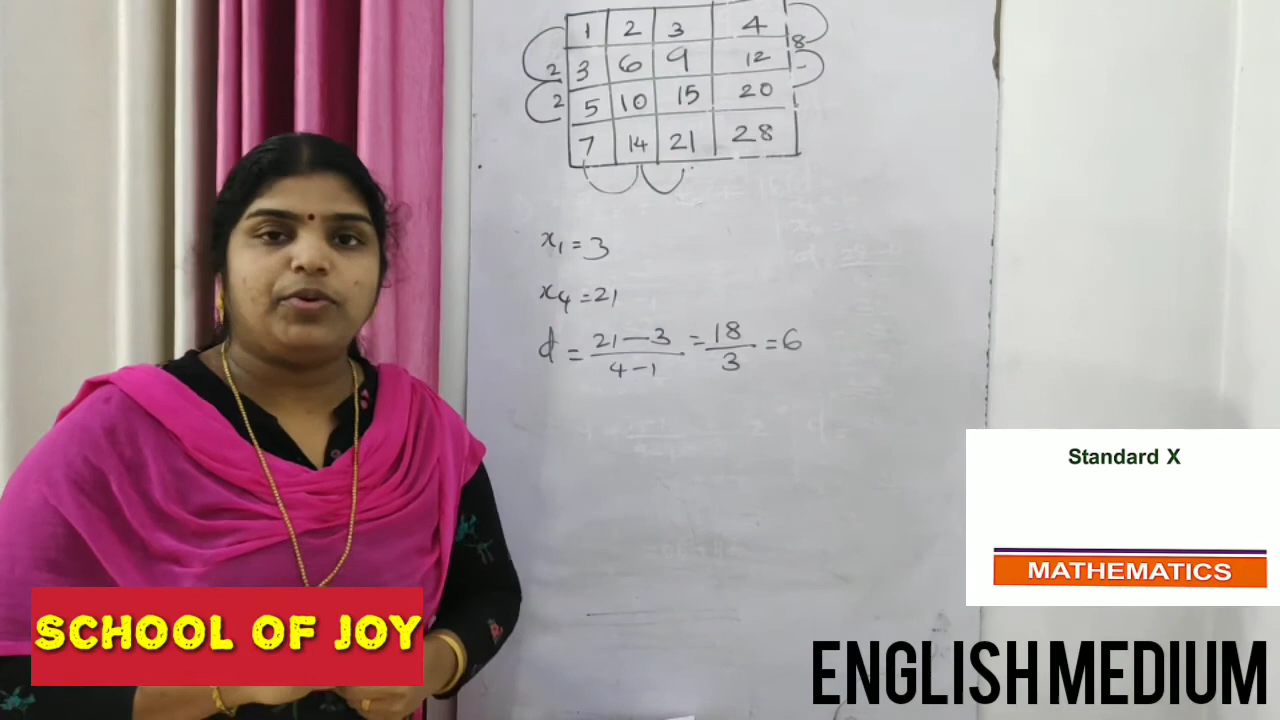 1 2 3 4
8
2 3 6 9 12
2 5 10 15 20
7 14 21 28
x₁ = 3
x₄ = 21
d = 21 — 3 / 4 - 1 = 18 / 3 = 6
Standard X
MATHEMATICS
SCHOOL OF JOY
ENGLISH MEDIUM